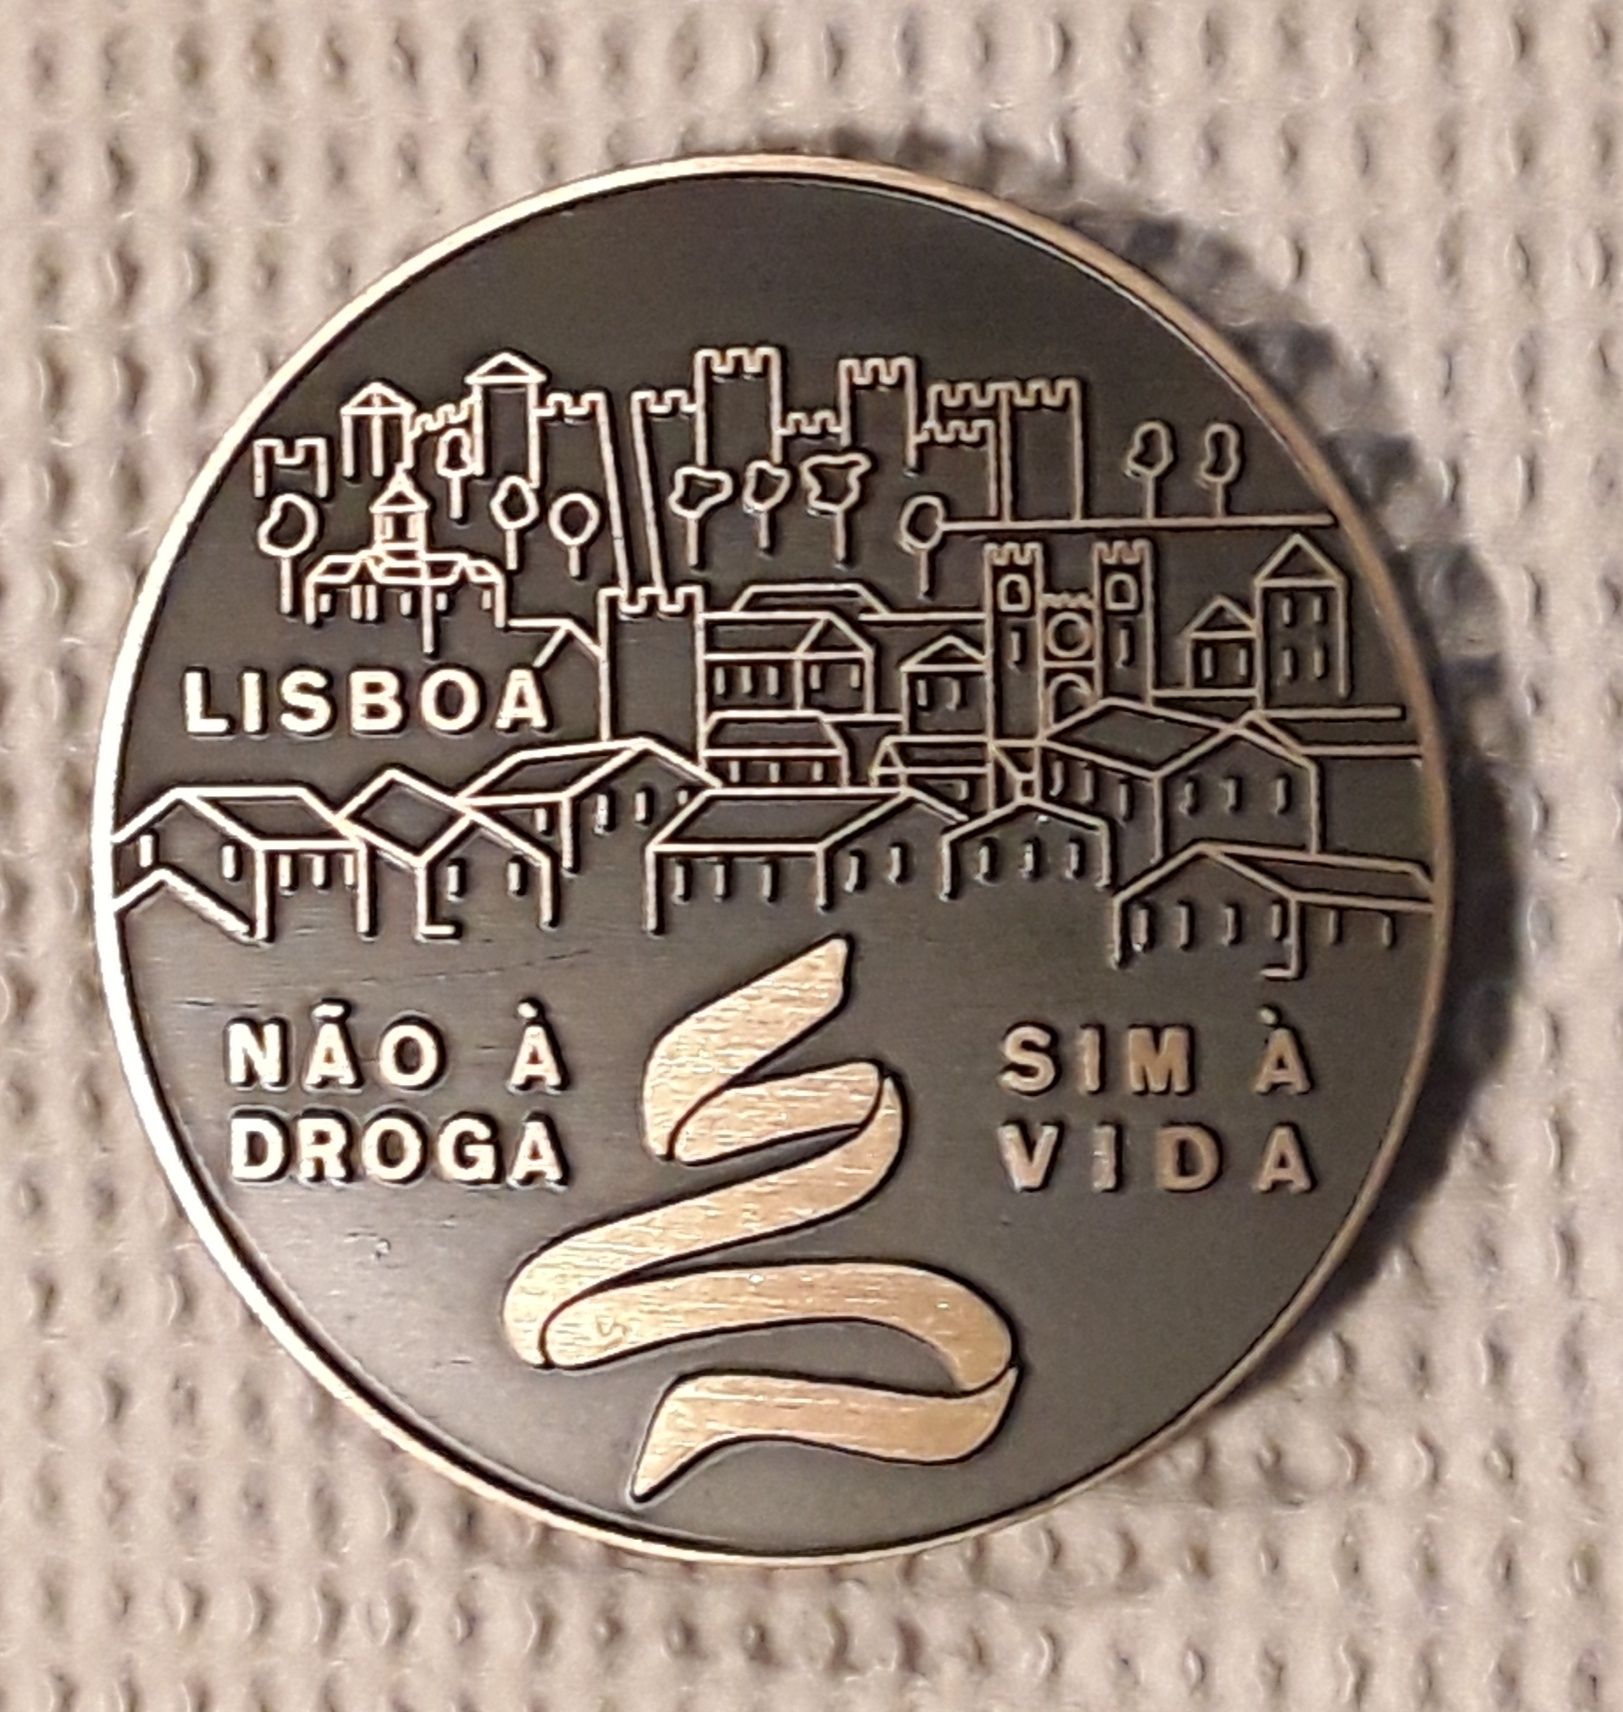 LISBOA
NÃO À
DROGA
SIM À
VIDA